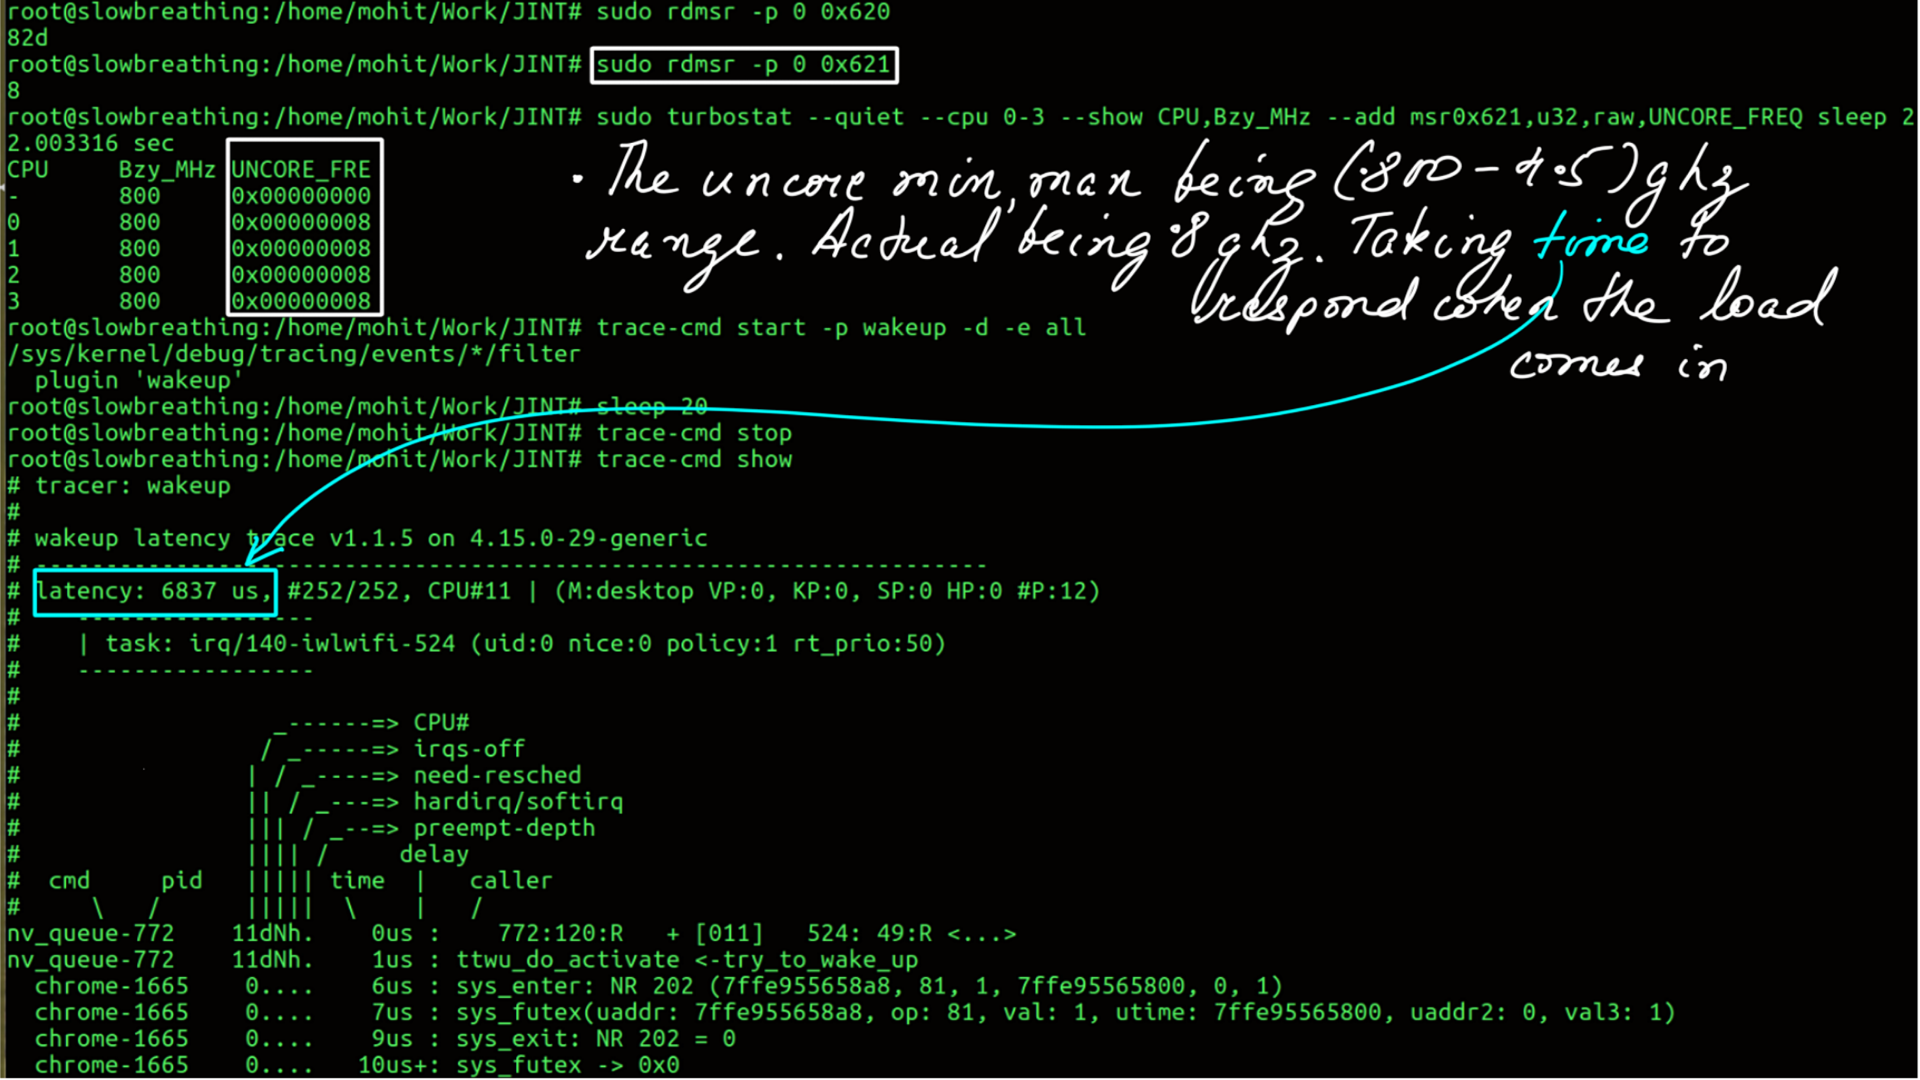 root@slowbreathing:/home/mohit/Work/JINT# sudo rdmsr -p 0 0x620
82d
root@slowbreathing:/home/mohit/Work/JINT# sudo rdmsr -p 0 0x621
8
root@slowbreathing:/home/mohit/Work/JINT# sudo turbostat --quiet --cpu 0-3 --show CPU,Bzy_MHz --add msr0x621,u32,raw,UNCORE_FREQ sleep 2
2.003316 sec
CPU Bzy_MHz UNCORE_FRE
- 800 0x00000000
0 800 0x00000008
1 800 0x00000008
2 800 0x00000008
3 800 0x00000008
· The uncore min, max being (.800 - 4.5) ghz
range. Actual being .8 ghz. Taking time to
respond when the load
comes in
root@slowbreathing:/home/mohit/Work/JINT# trace-cmd start -p wakeup -d -e all
/sys/kernel/debug/tracing/events/*/filter
  plugin 'wakeup'
root@slowbreathing:/home/mohit/Work/JINT# sleep 20
root@slowbreathing:/home/mohit/Work/JINT# trace-cmd stop
root@slowbreathing:/home/mohit/Work/JINT# trace-cmd show
# tracer: wakeup
#
# wakeup latency trace v1.1.5 on 4.15.0-29-generic
# --------------------------------------------------------------------
# latency: 6837 us, #252/252, CPU#11 | (M:desktop VP:0, KP:0, SP:0 HP:0 #P:12)
#    -----------------
#    | task: irq/140-iwlwifi-524 (uid:0 nice:0 policy:1 rt_prio:50)
#    -----------------
#
#                   _------=> CPU#
#                  / _-----=> irqs-off
#                 | / _----=> need-resched
#                 || / _---=> hardirq/softirq
#                 ||| / _--=> preempt-depth
#                 |||| /     delay
#  cmd     pid   ||||| time  |   caller
#     \   /      |||||  \    |   /
nv_queue-772    11dNh.    0us :    772:120:R   + [011]   524: 49:R <...>
nv_queue-772    11dNh.    1us : ttwu_do_activate <-try_to_wake_up
  chrome-1665    0....    6us : sys_enter: NR 202 (7ffe955658a8, 81, 1, 7ffe95565800, 0, 1)
  chrome-1665    0....    7us : sys_futex(uaddr: 7ffe955658a8, op: 81, val: 1, utime: 7ffe95565800, uaddr2: 0, val3: 1)
  chrome-1665    0....    9us : sys_exit: NR 202 = 0
  chrome-1665    0....   10us+: sys_futex -> 0x0